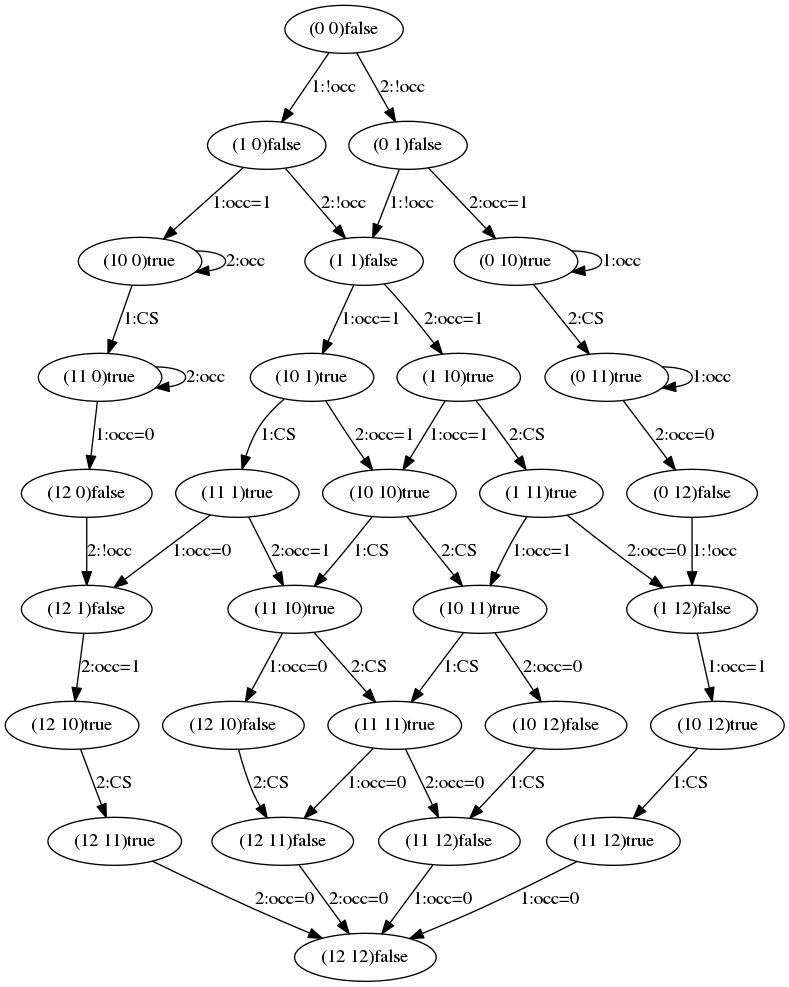 (0 0)false
1:!occ
2:!occ
(1 0)false
(0 1)false
1:occ=1
2:!occ
1:!occ
2:occ=1
(10 0)true
2:occ
(1 1)false
(0 10)true
1:occ
1:CS
1:occ=1
2:occ=1
2:CS
(11 0)true
2:occ
(10 1)true
(1 10)true
(0 11)true
1:occ
1:occ=0
1:CS
2:occ=1
1:occ=1
2:CS
2:occ=0
(12 0)false
(11 1)true
(10 10)true
(1 11)true
(0 12)false
2:!occ
1:occ=0
2:occ=1
1:CS
2:CS
1:occ=1
2:occ=0
1:!occ
(12 1)false
(11 10)true
(10 11)true
(1 12)false
2:occ=1
1:occ=0
2:CS
1:CS
2:occ=0
1:occ=1
(12 10)true
(12 10)false
(11 11)true
(10 12)false
(10 12)true
2:CS
2:CS
1:occ=0
2:occ=0
1:CS
1:CS
(12 11)true
(12 11)false
(11 12)false
(11 12)true
2:occ=0
2:occ=0
1:occ=0
1:occ=0
(12 12)false